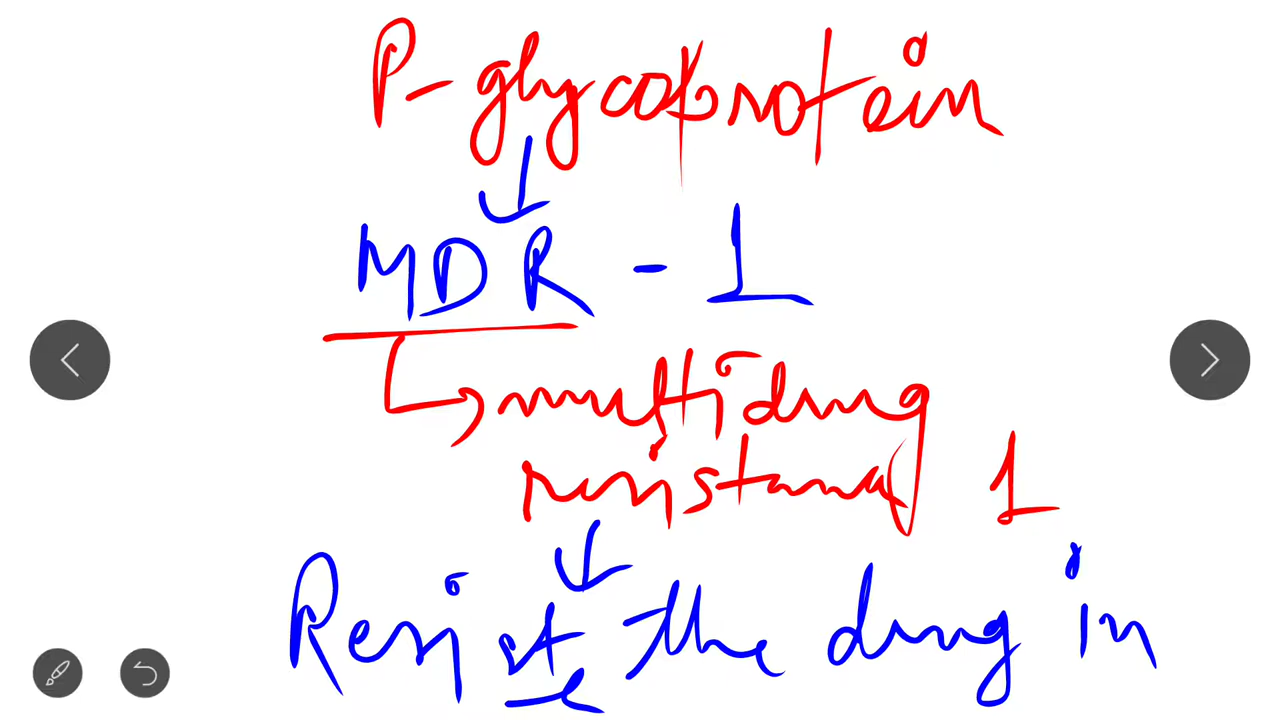 P-glycoprotein
MDR - 1
multidrug
resistance 1
Resist the drug in